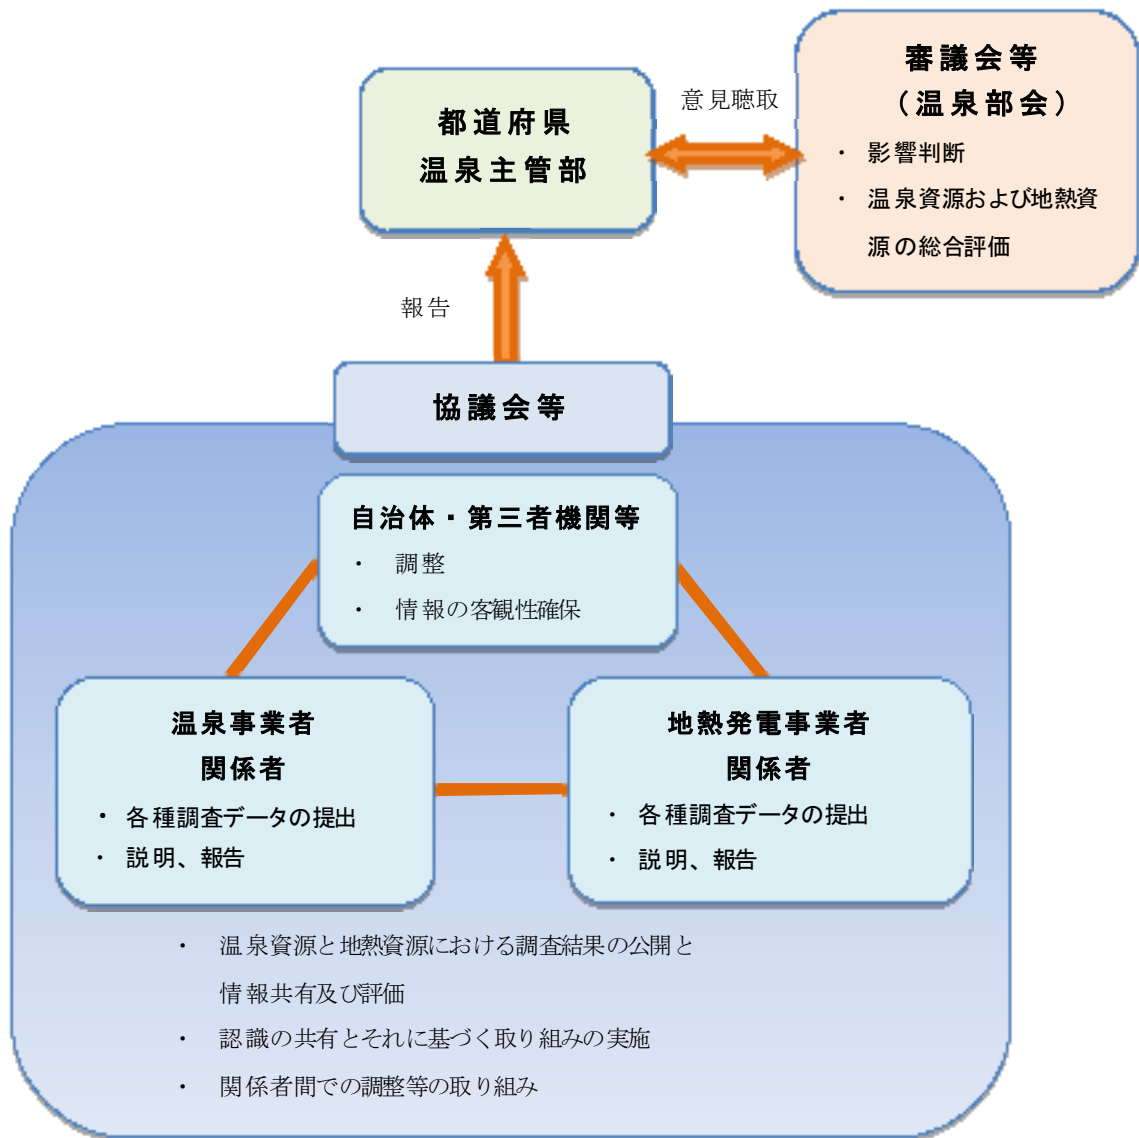 審議会等
（温泉部会）
・ 影響判断
・ 温泉資源および地熱資
源の総合評価
意見聴取
都道府県
温泉主管部
報告
協議会等
自治体・第三者機関等
・ 調整
・ 情報の客観性確保
温泉事業者
関係者
・ 各種調査データの提出
・ 説明、報告
地熱発電事業者
関係者
・ 各種調査データの提出
・ 説明、報告
・ 温泉資源と地熱資源における調査結果の公開と
情報共有及び評価
・ 認識の共有とそれに基づく取り組みの実施
・ 関係者間での調整等の取り組み